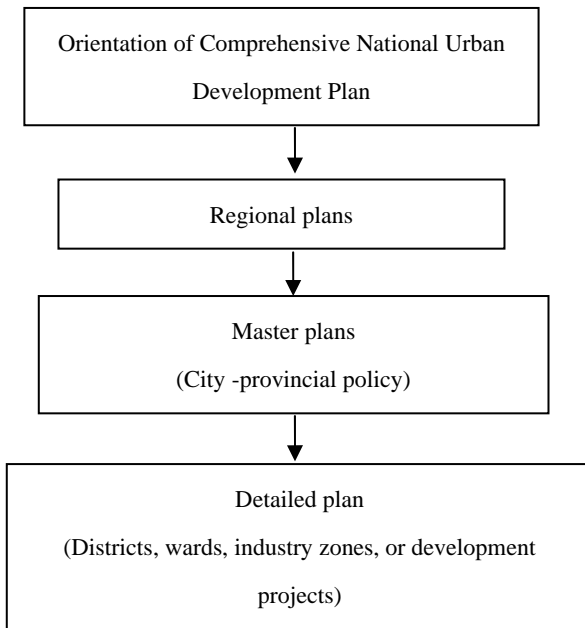 Orientation of Comprehensive National Urban
Development Plan
Regional plans
Master plans
(City -provincial policy)
Detailed plan
(Districts, wards, industry zones, or development
projects)